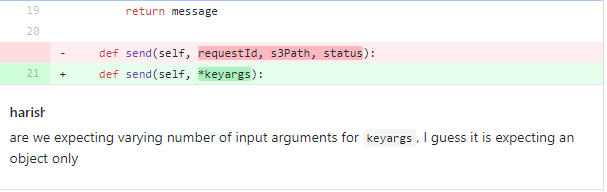 19 return message
20
- def send(self, requestId, s3Path, status):
21 + def send(self, *keyargs):
harish
are we expecting varying number of input arguments for keyargs, I guess it is expecting an
object only